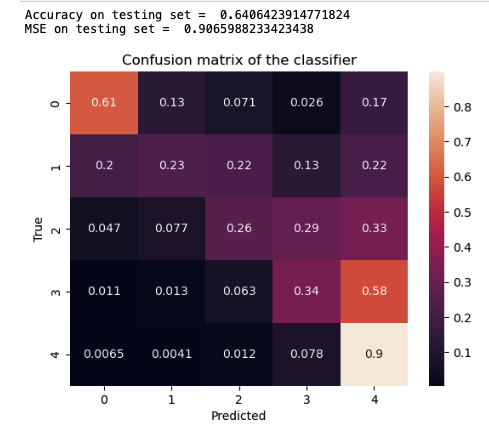 Accuracy on testing set =  0.6406423914771824
MSE on testing set =  0.9065988233423438
Confusion matrix of the classifier
0 0.61 0.13 0.071 0.026 0.17
1 0.2 0.23 0.22 0.13 0.22
2 0.047 0.077 0.26 0.29 0.33
3 0.011 0.013 0.063 0.34 0.58
4 0.0065 0.0041 0.012 0.078 0.9
True
0 1 2 3 4
Predicted
0.8
0.7
0.6
0.5
0.4
0.3
0.2
0.1